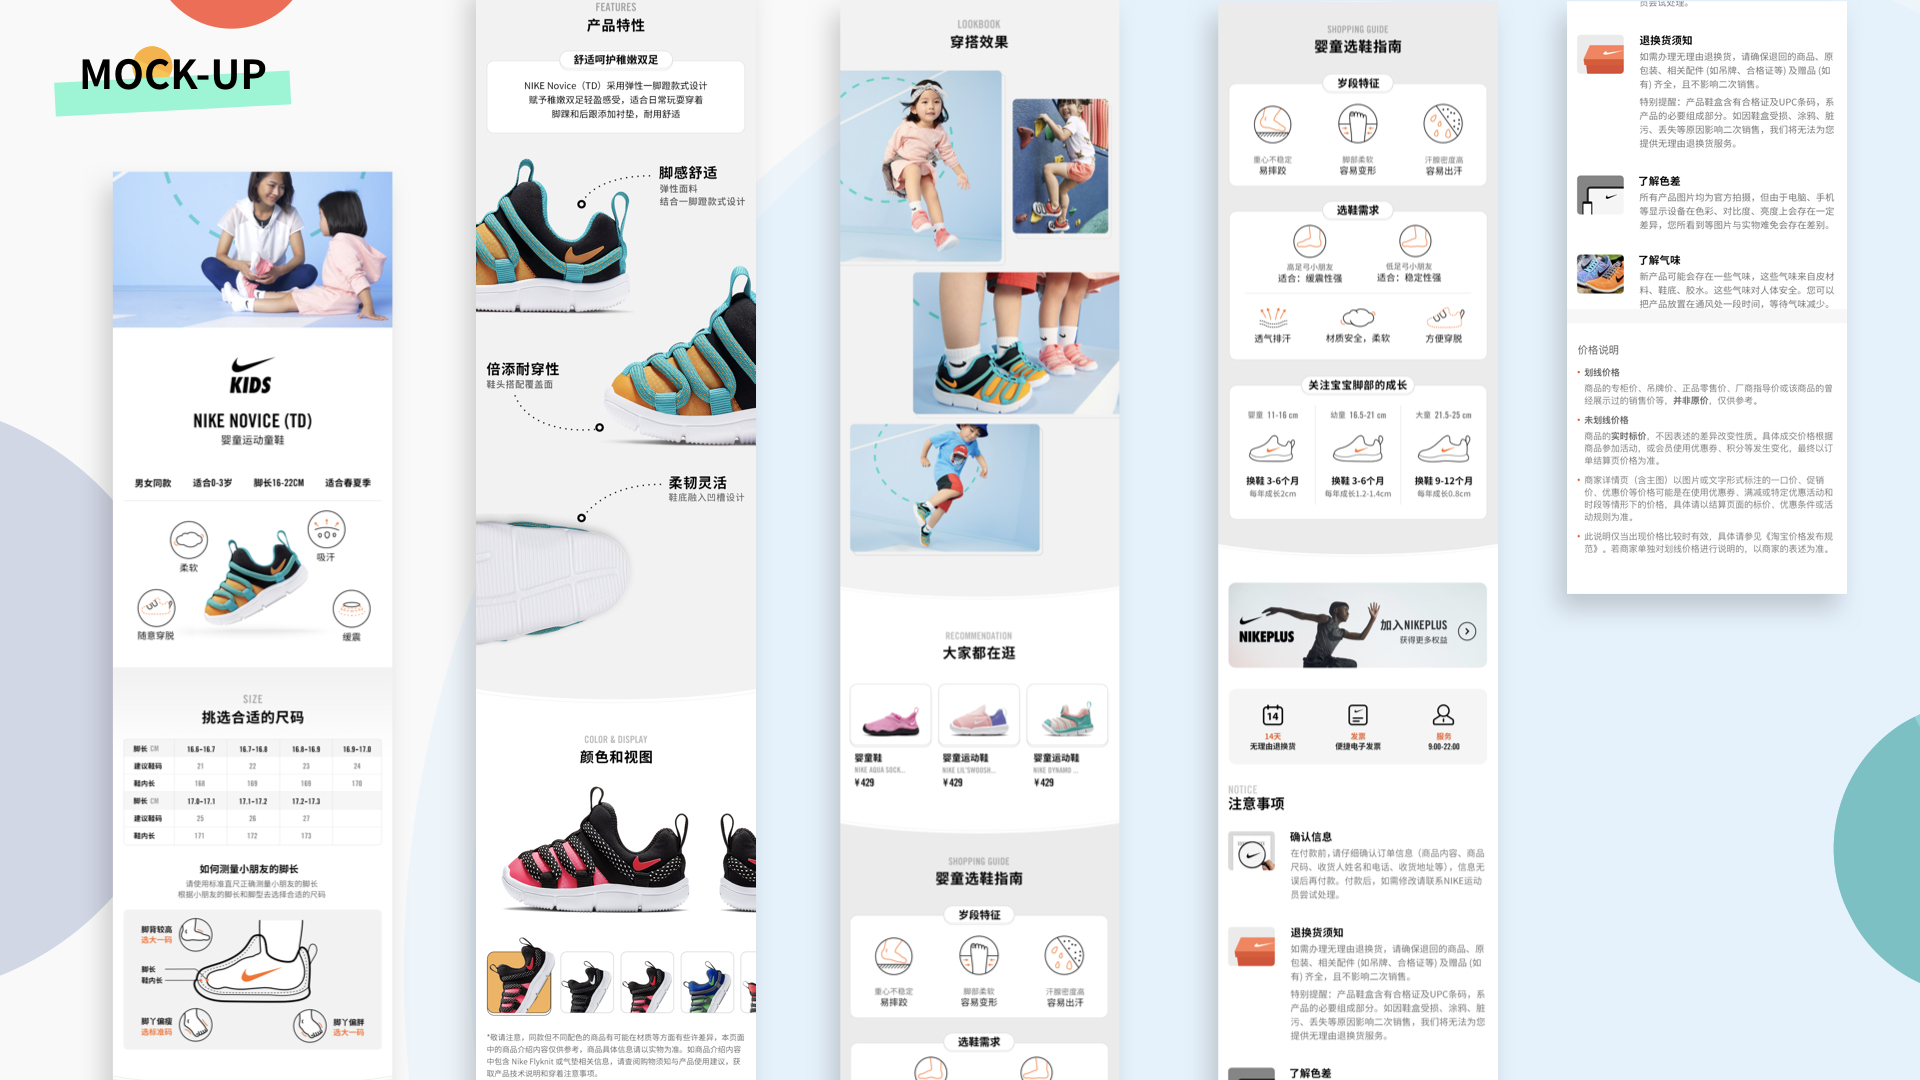 MOCK-UP
KIDS
NIKE NOVICE (TD)
婴童运动童鞋
男女同款 适合0-3岁 脚长16-22CM 适合春夏季
柔软
吸汗
随意穿脱
缓震
SIZE
挑选合适的尺码
脚长 CM 16.6-16.7 16.7-16.8 16.8-16.9 16.9-17.0
建议鞋码 21 22 23 24
鞋内长 168 169 169 170
脚长 CM 17.0-17.1 17.1-17.2 17.2-17.3
建议鞋码 25 26 27
鞋内长 171 172 173
如何测量小朋友的脚长
请使用标准直尺正确测量小朋友的脚长
根据小朋友的脚长和脚型去选择合适的尺码
脚背较高
选大一码
脚长
鞋内长
脚丫偏瘦
选标准码
脚丫偏胖
选大一码
FEATURES
产品特性
舒适呵护稚嫩双足
NIKE Novice（TD）采用弹性一脚蹬款式设计
赋予稚嫩双足轻盈感受，适合日常玩耍穿着
脚踝和后跟添加衬垫，耐用舒适
脚感舒适
弹性面料
结合一脚蹬款式设计
倍添耐穿性
鞋头搭配覆盖面
柔韧灵活
鞋底融入凹槽设计
COLOR & DISPLAY
颜色和视图
*敬请注意，同款但不同配色的商品有可能在材质等方面有些许差异，本页面
中的商品介绍内容仅供参考，商品具体信息请以实物为准。如商品介绍内容
中包含 Nike Flyknit 或气垫相关信息，请查阅购物须知与产品使用建议，获
取产品技术说明和穿着注意事项。
LOOKBOOK
穿搭效果
RECOMMENDATION
大家都在逛
婴童鞋
NIKE AQUA SOCK...
¥429
婴童运动鞋
NIKE LIL'SWOOSH...
¥429
婴童运动鞋
NIKE DYNAMO ...
¥429
SHOPPING GUIDE
婴童选鞋指南
岁段特征
重心不稳定
易摔跤
脚部柔软
容易变形
汗腺密度高
容易出汗
选鞋需求
SHOPPING GUIDE
婴童选鞋指南
岁段特征
重心不稳定
易摔跤
脚部柔软
容易变形
汗腺密度高
容易出汗
选鞋需求
高足弓小朋友
适合：缓震性强
低足弓小朋友
适合：稳定性强
透气排汗
材质安全，柔软
方便穿脱
关注宝宝脚部的成长
婴童 11-16 cm
幼童 16.5-21 cm
大童 21.5-25 cm
换鞋 3-6个月
每年成长2cm
换鞋 3-6个月
每年成长1.2-1.4cm
换鞋 9-12个月
每年成长0.8cm
NIKEPLUS
加入NIKEPLUS
获得更多权益
14
14天
无理由退换货
发票
便捷电子发票
服务
9:00-22:00
NOTICE
注意事项
确认信息
在付款前，请仔细确认订单信息（商品内容、商品
尺码、收货人姓名和电话、收货地址等），信息无
误后再付款。付款后，如需修改请联系NIKE运动
员尝试处理。
退换货须知
如需办理无理由退换货，请确保退回的商品、原
包装、相关配件 (如吊牌、合格证等) 及赠品 (如
有) 齐全，且不影响二次销售。
特别提醒：产品鞋盒含有合格证及UPC条码，系
产品的必要组成部分。如因鞋盒受损、涂鸦、脏
污、丢失等原因影响二次销售，我们将无法为您
提供无理由退换货服务。
了解色差
员尝试处理。
退换货须知
如需办理无理由退换货，请确保退回的商品、原
包装、相关配件 (如吊牌、合格证等) 及赠品 (如
有) 齐全，且不影响二次销售。
特别提醒：产品鞋盒含有合格证及UPC条码，系
产品的必要组成部分。如因鞋盒受损、涂鸦、脏
污、丢失等原因影响二次销售，我们将无法为您
提供无理由退换货服务。
了解色差
所有产品图片均为官方拍摄，但由于电脑、手机
等显示设备在色彩、对比度、亮度上会存在一定
差异，您所看到等图片与实物难免会存在差别。
了解气味
新产品可能会存在一些气味，这些气味来自皮材
料、鞋底、胶水。这些气味对人体安全。您可以
把产品放置在通风处一段时间，等待气味减少。
价格说明
• 划线价格
商品的专柜价、吊牌价、正品零售价、厂商指导价或该商品的曾
经展示过的销售价等，并非原价，仅供参考。
• 未划线价格
商品的实时标价，不因表述的差异改变性质。具体成交价格根据
商品参加活动，或会员使用优惠券、积分等发生变化，最终以订
单结算页价格为准。
• 商家详情页（含主图）以图片或文字形式标注的一口价、促销
价、优惠价等价格可能是在使用优惠券、满减或特定优惠活动和
时段等情形下的价格，具体请以结算页面的标价、优惠条件或活
动规则为准。
• 此说明仅当出现价格比较时有效，具体请参见《淘宝价格发布规
范》。若商家单独对划线价格进行说明的，以商家的表述为准。